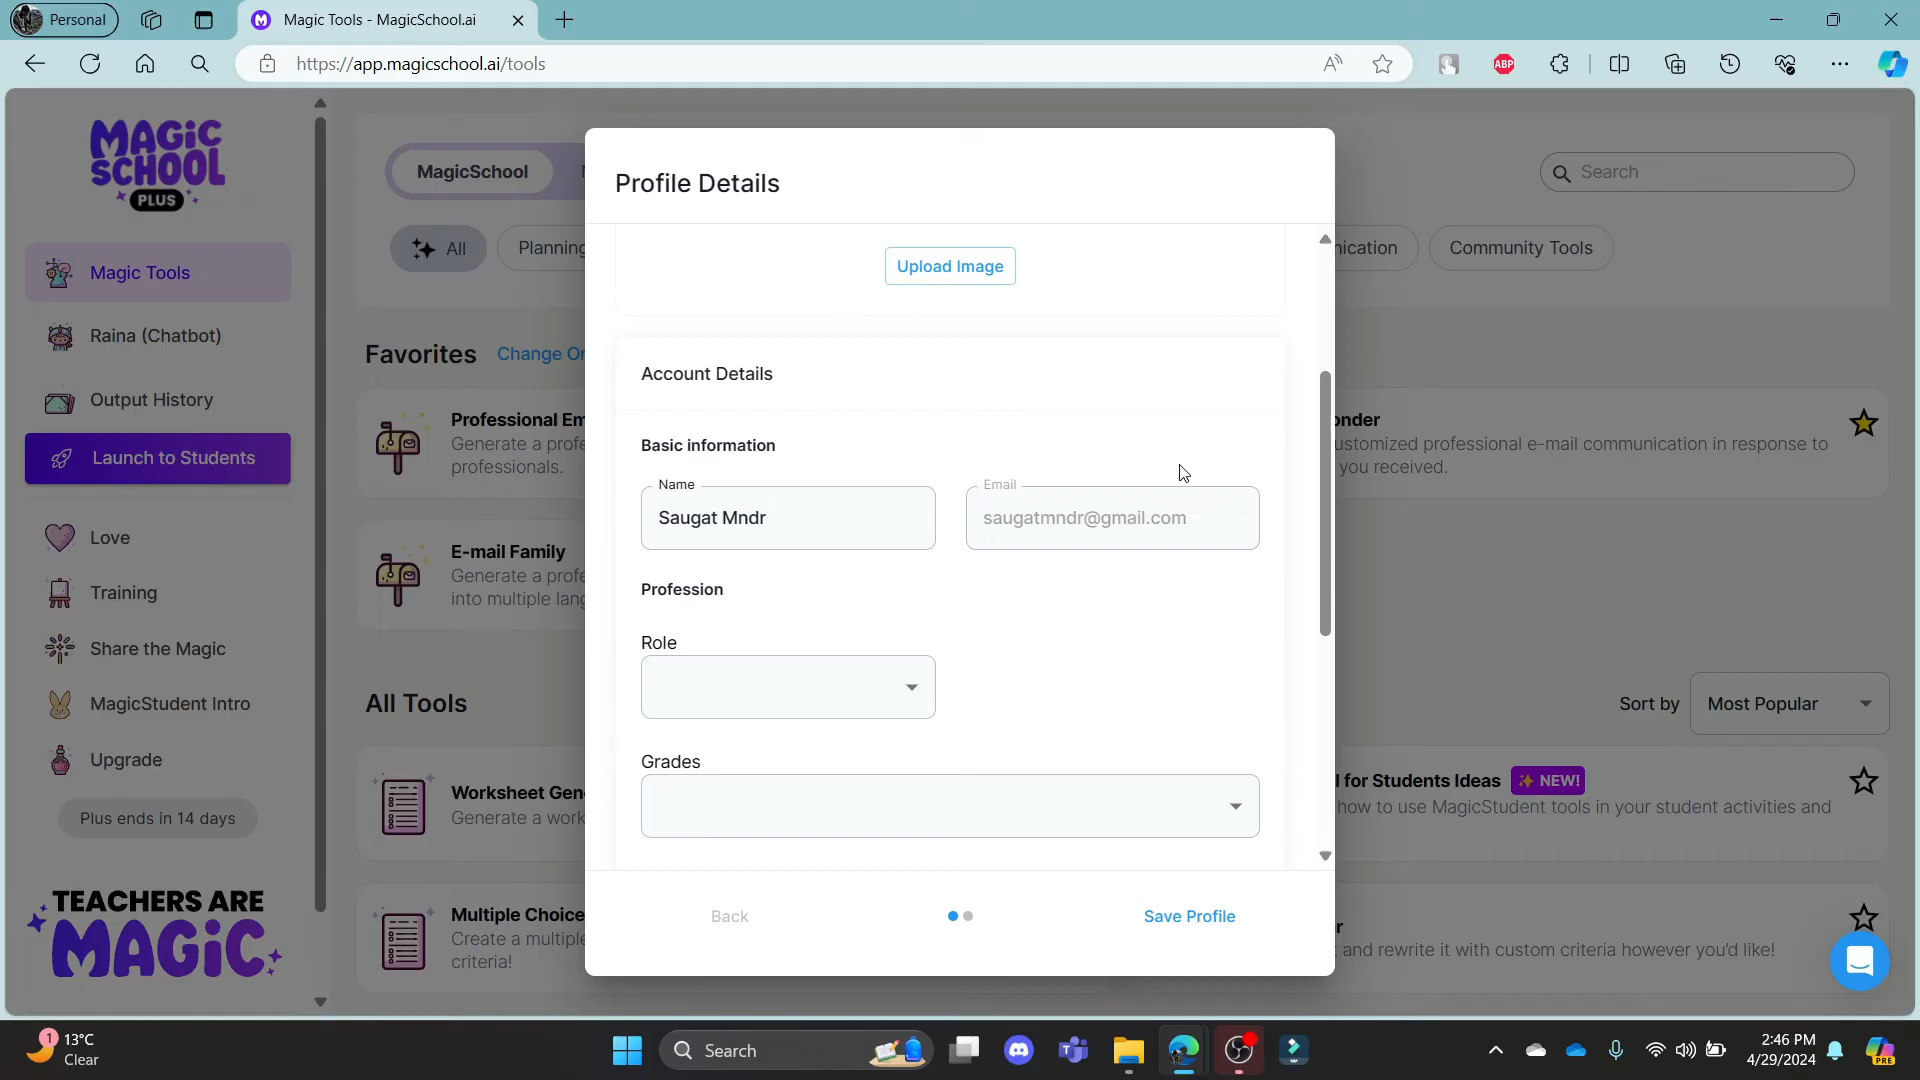 Personal
Magic Tools - MagicSchool.ai
https://app.magicschool.ai/tools
ABP
MAGIC
SCHOOL
PLUS
Magic Tools
Raina (Chatbot)
Output History
Launch to Students
Love
Training
Share the Magic
MagicStudent Intro
Upgrade
Plus ends in 14 days
TEACHERS ARE
MAGIC
MagicSchool
Search
All
Planning
Community Tools
Favorites
Change Or
Professional Em
Generate a profe
professionals.
customized professional e-mail communication in response to
you received.
E-mail Family
Generate a profe
into multiple lang
All Tools
Sort by
Most Popular
Worksheet Gen
Generate a work
l for Students Ideas
NEW!
how to use MagicStudent tools in your student activities and
Multiple Choice
Create a multiple
criteria!
and rewrite it with custom criteria however you'd like!
Profile Details
Upload Image
Account Details
Basic information
Name
Saugat Mndr
Email
saugatmndr@gmail.com
Profession
Role
Grades
Back
Save Profile
1
13°C
Clear
Search
2:46 PM
4/29/2024
PRE